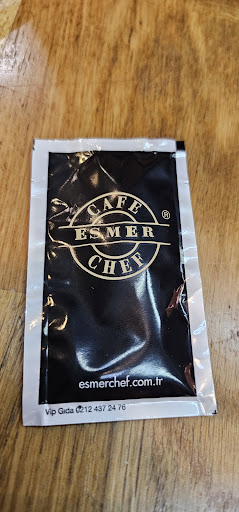 CAFE
ESMER
CHEF
®
esmerchef.com.tr
Vip Gıda 0212 437 24 76